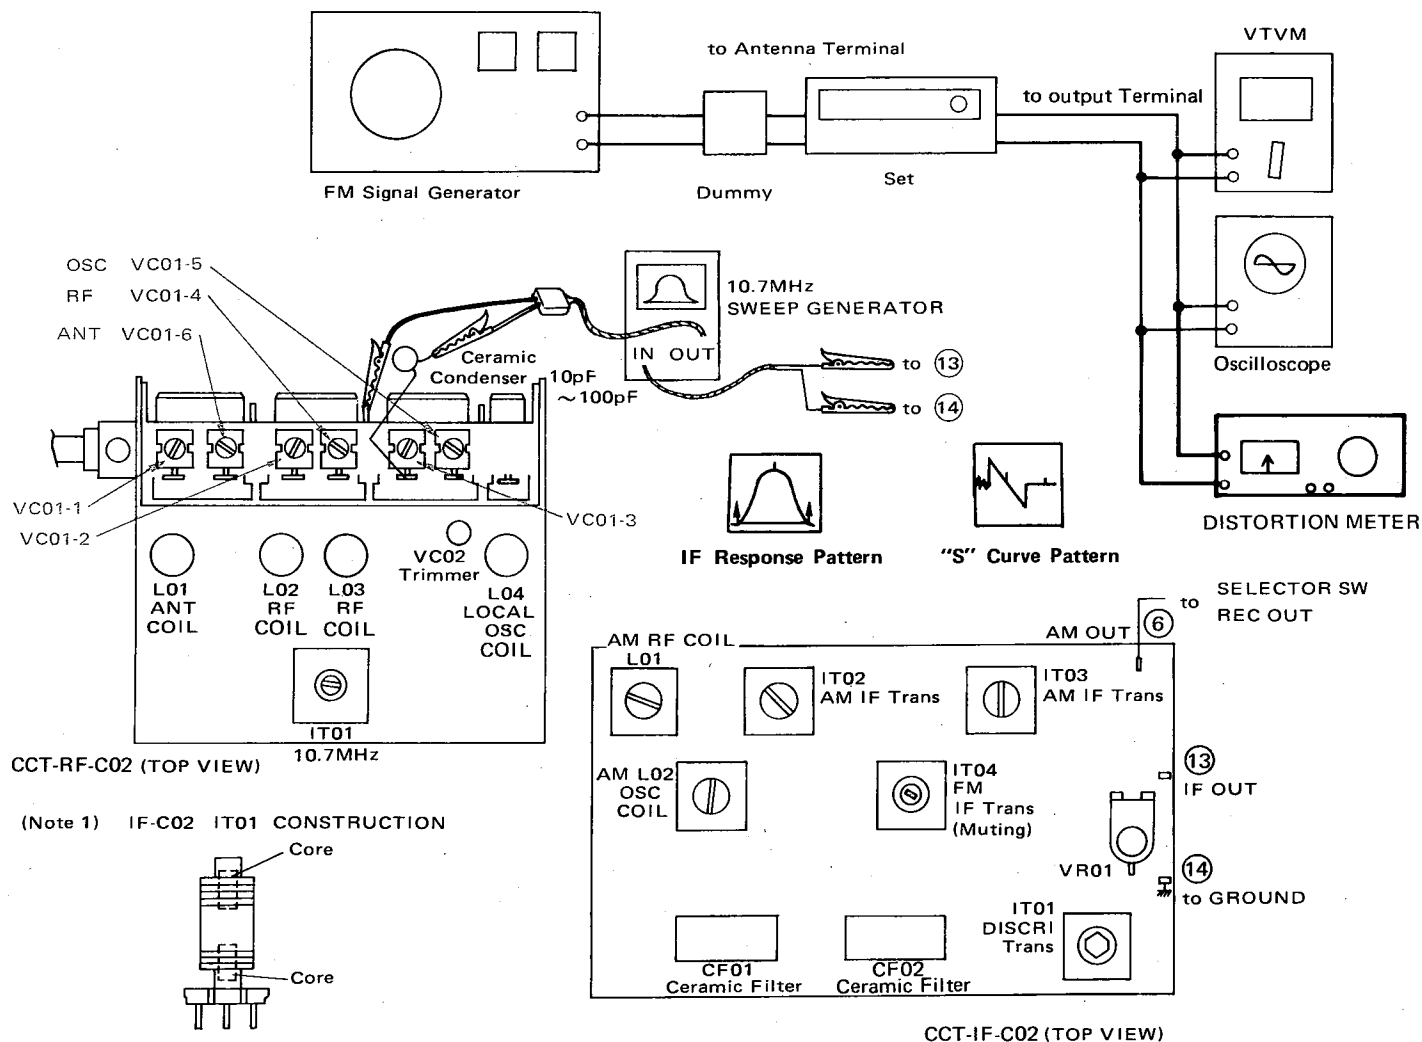 to Antenna Terminal
VTVM
to output Terminal
FM Signal Generator
Dummy
Set
OSC VC01-5
RF VC01-4
ANT VC01-6
10.7MHz
SWEEP GENERATOR
IN OUT
Ceramic
Condenser 10pF
~100pF
to 13
to 14
Oscilloscope
VC01-1
VC01-2
VC01-3
DISTORTION METER
IF Response Pattern
"S" Curve Pattern
VC02
Trimmer
L01
ANT
COIL
L02
RF
COIL
L03
RF
COIL
L04
LOCAL
OSC
COIL
IT01
10.7MHz
CCT-RF-C02 (TOP VIEW)
to SELECTOR SW
REC OUT
AM OUT 6
AM RF COIL
L01
IT02
AM IF Trans
IT03
AM IF Trans
AM L02
OSC
COIL
IT04
FM
IF Trans
(Muting)
13
IF OUT
VR01
14
to GROUND
IT01
DISCRI
Trans
CF01
Ceramic Filter
CF02
Ceramic Filter
CCT-IF-C02 (TOP VIEW)
(Note 1) IF-C02 IT01 CONSTRUCTION
Core
Core